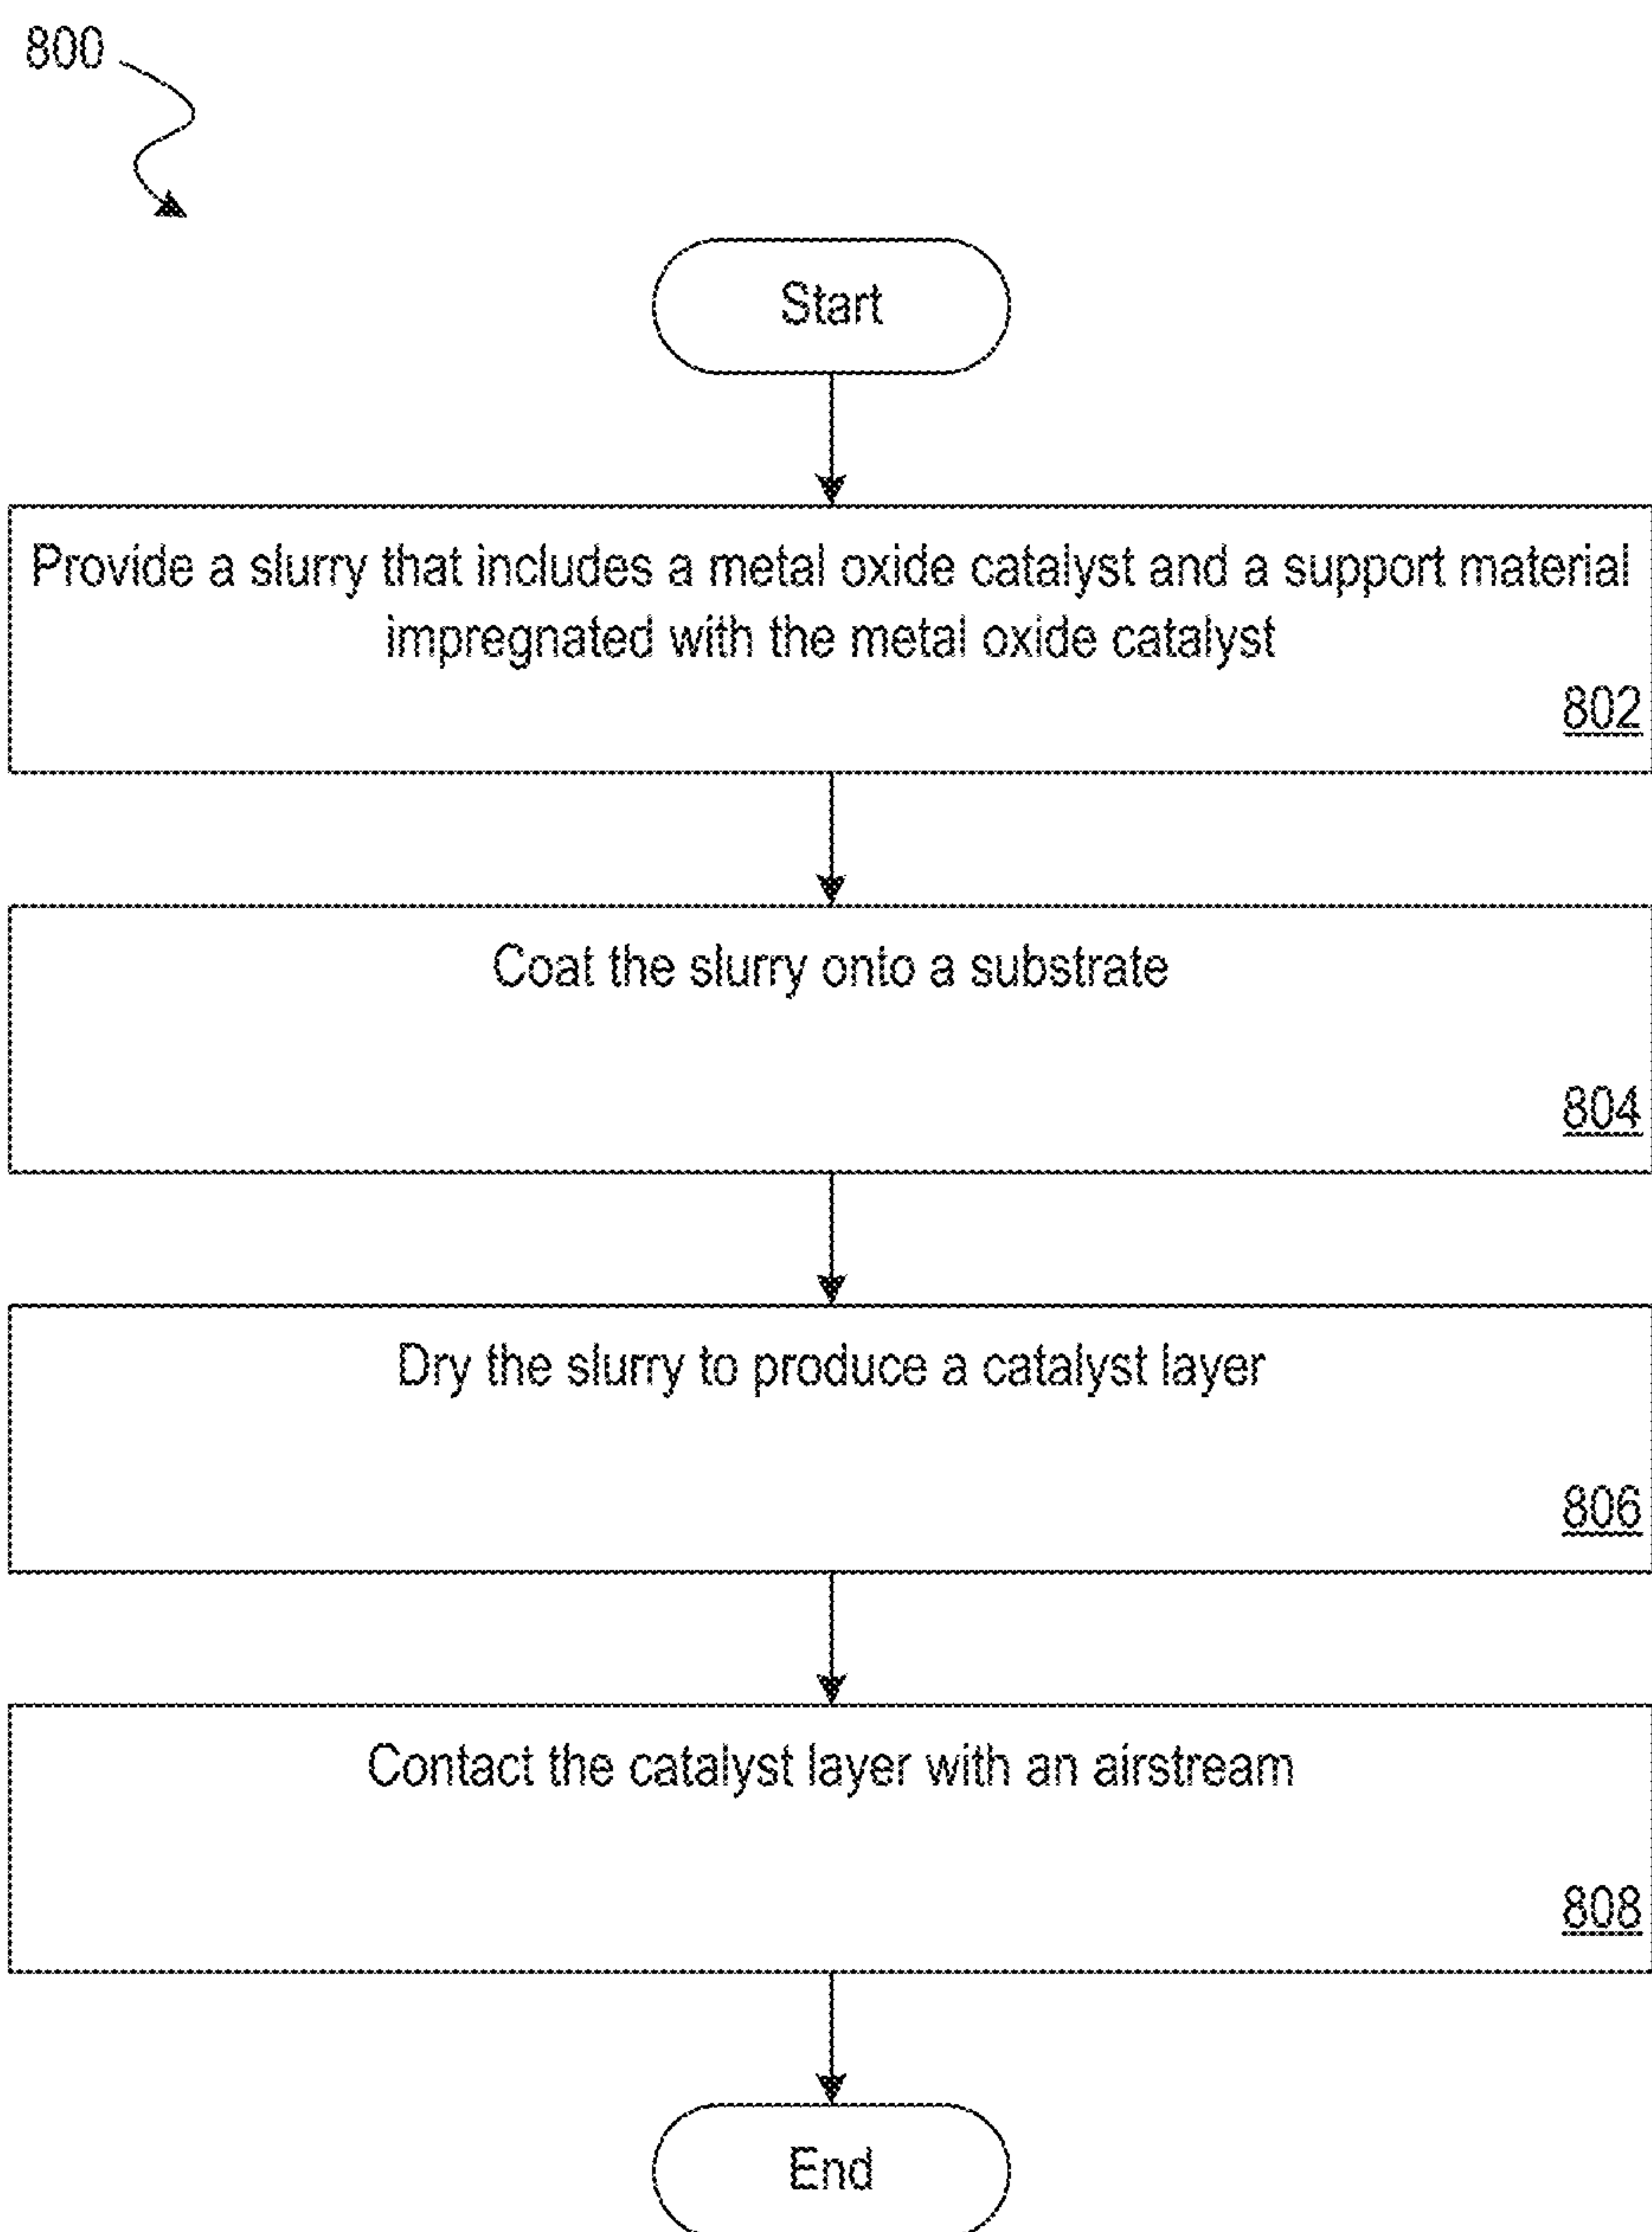 800
Start
Provide a slurry that includes a metal oxide catalyst and a support material
impregnated with the metal oxide catalyst
802
Coat the slurry onto a substrate
804
Dry the slurry to produce a catalyst layer
806
Contact the catalyst layer with an airstream
808
End